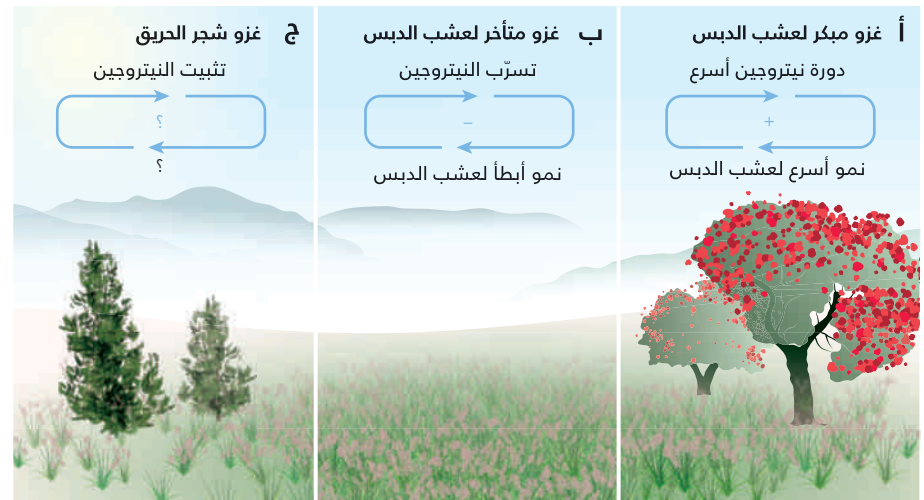 أ غزو مبكر لعشب الدبس
دورة نيتروجين أسرع
+
نمو أسرع لعشب الدبس
ب غزو متأخر لعشب الدبس
تسرّب النيتروجين
–
نمو أبطأ لعشب الدبس
ج غزو شجر الحريق
تثبيت النيتروجين
؟
؟